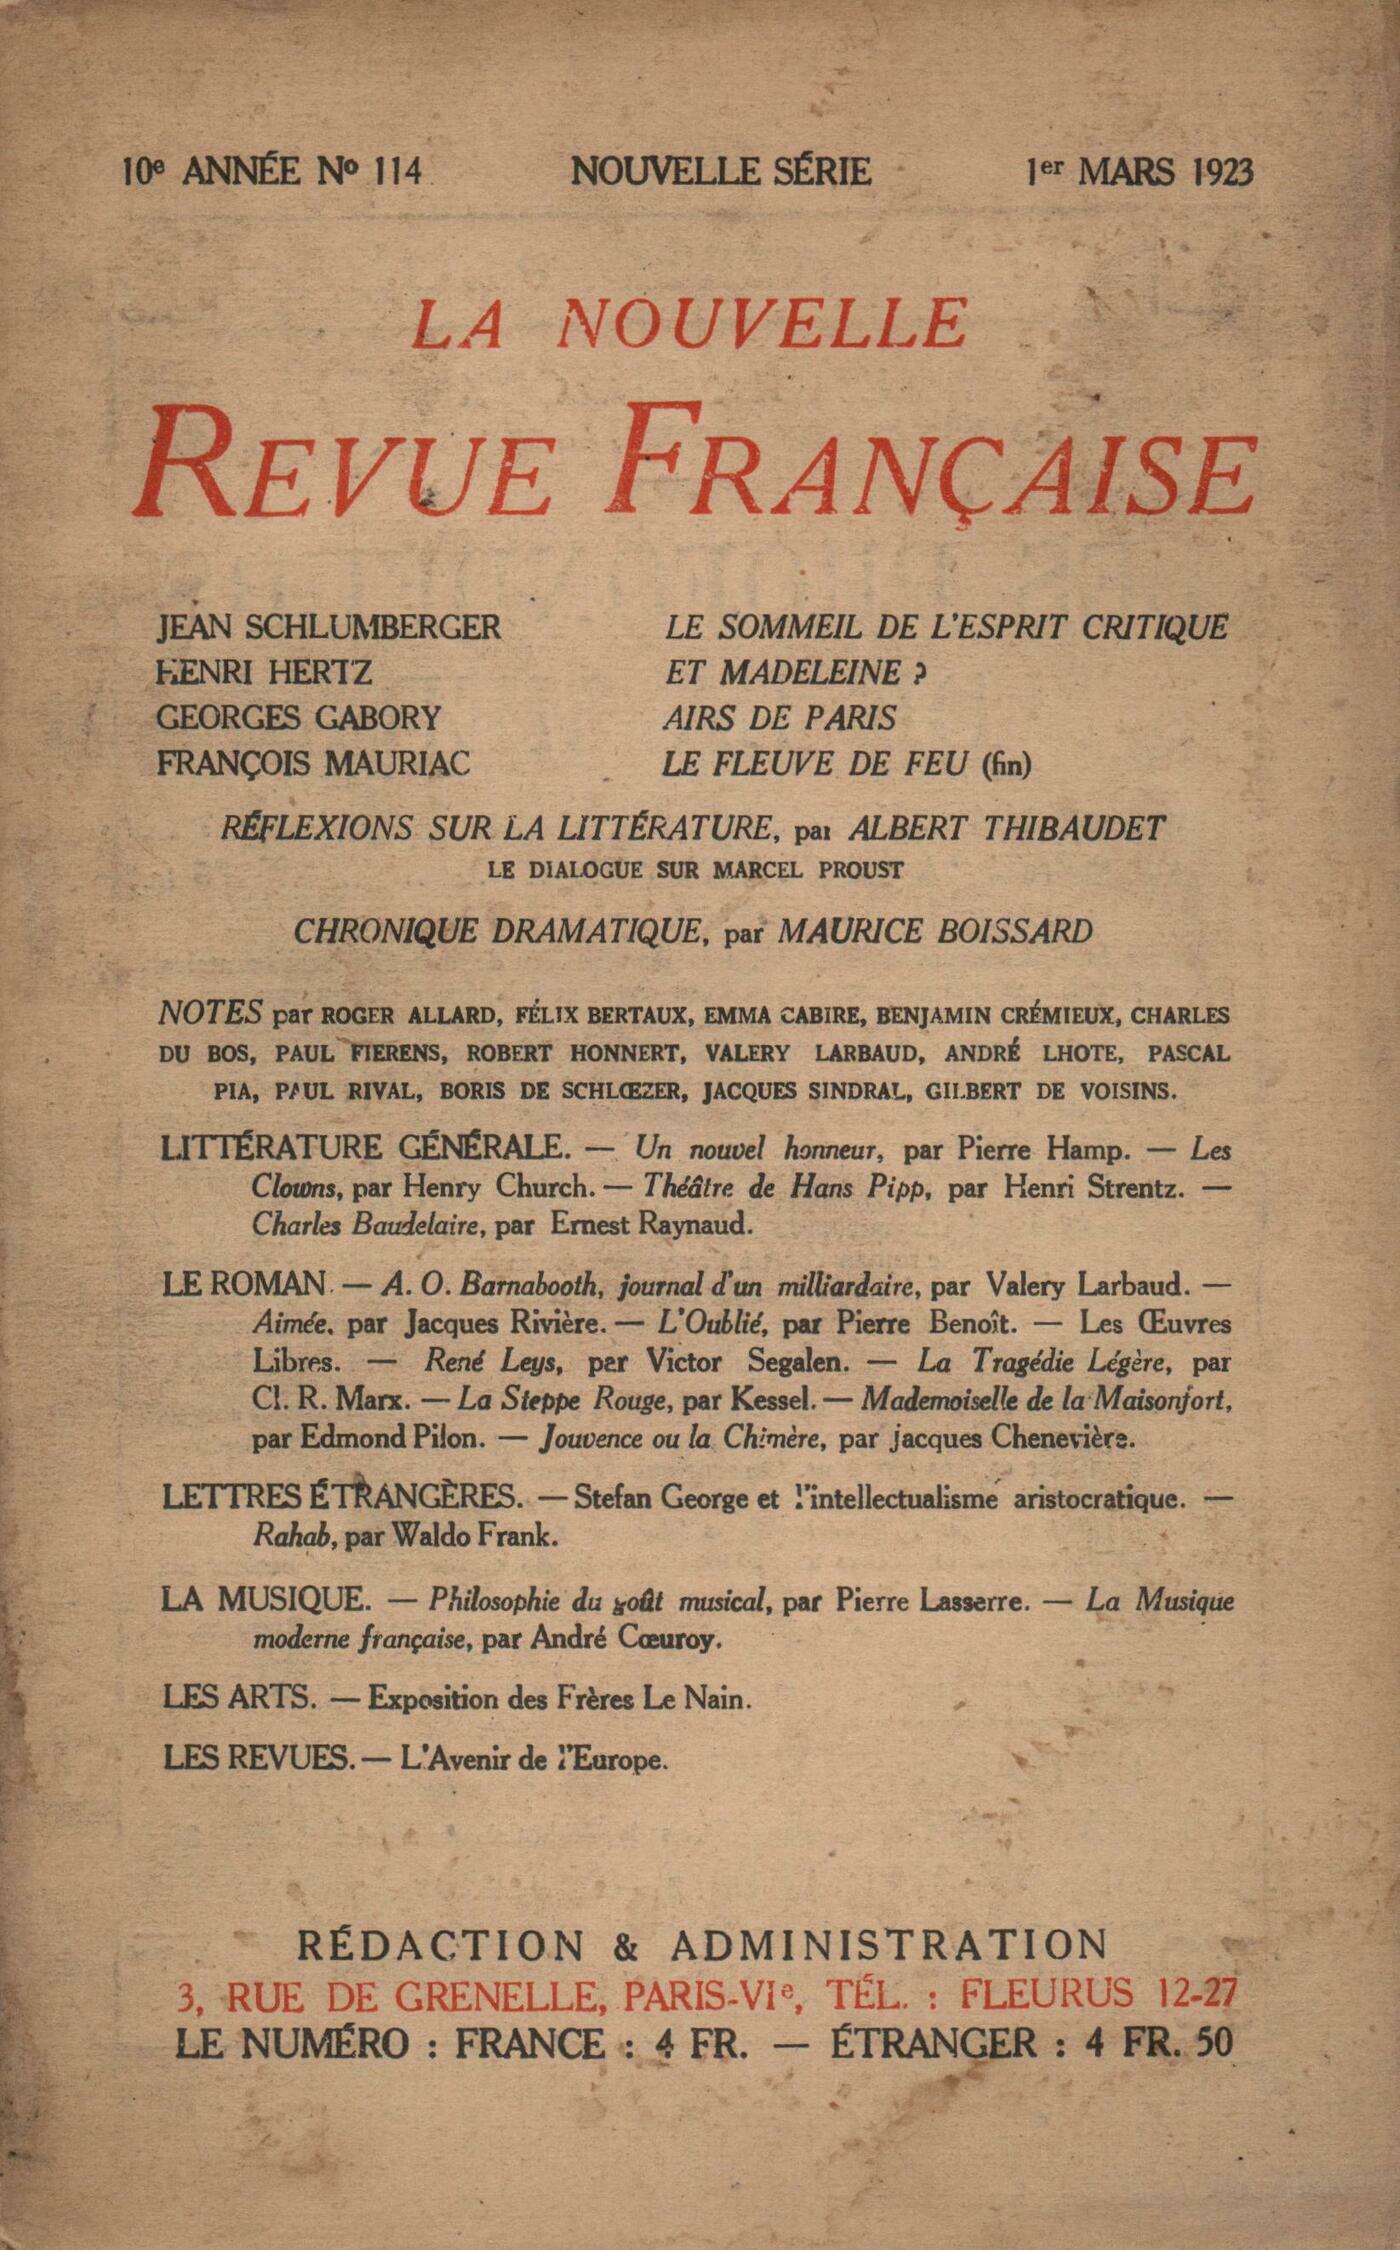 10e ANNÉE No 114 NOUVELLE SÉRIE 1er MARS 1923
LA NOUVELLE
REVUE FRANÇAISE
JEAN SCHLUMBERGER LE SOMMEIL DE L'ESPRIT CRITIQUE
HENRI HERTZ ET MADELEINE ?
GEORGES GABORY AIRS DE PARIS
FRANÇOIS MAURIAC LE FLEUVE DE FEU (fin)
RÉFLEXIONS SUR LA LITTÉRATURE, par ALBERT THIBAUDET
LE DIALOGUE SUR MARCEL PROUST
CHRONIQUE DRAMATIQUE, par MAURICE BOISSARD
NOTES par ROGER ALLARD, FÉLIX BERTAUX, EMMA CABIRE, BENJAMIN CRÉMIEUX, CHARLES
DU BOS, PAUL FIERENS, ROBERT HONNERT, VALERY LARBAUD, ANDRÉ LHOTE, PASCAL
PIA, PAUL RIVAL, BORIS DE SCHLŒZER, JACQUES SINDRAL, GILBERT DE VOISINS.
LITTÉRATURE GÉNÉRALE. — Un nouvel honneur, par Pierre Hamp. — Les
Clowns, par Henry Church. — Théâtre de Hans Pipp, par Henri Strentz. —
Charles Baudelaire, par Ernest Raynaud.
LE ROMAN. — A. O. Barnabooth, journal d'un milliardaire, par Valery Larbaud. —
Aimée, par Jacques Rivière. — L'Oublié, par Pierre Benoît. — Les Œuvres
Libres. — René Leys, par Victor Segalen. — La Tragédie Légère, par
Cl. R. Marx. — La Steppe Rouge, par Kessel. — Mademoiselle de la Maisonfort,
par Edmond Pilon. — Jouvence ou la Chimère, par Jacques Chenevière.
LETTRES ÉTRANGÈRES. — Stefan George et l'intellectualisme aristocratique. —
Rahab, par Waldo Frank.
LA MUSIQUE. — Philosophie du goût musical, par Pierre Lasserre. — La Musique
moderne française, par André Cœuroy.
LES ARTS. — Exposition des Frères Le Nain.
LES REVUES. — L'Avenir de l'Europe.
RÉDACTION & ADMINISTRATION
3, RUE DE GRENELLE, PARIS-VIe, TÉL. : FLEURUS 12-27
LE NUMÉRO : FRANCE : 4 FR. — ÉTRANGER : 4 FR. 50